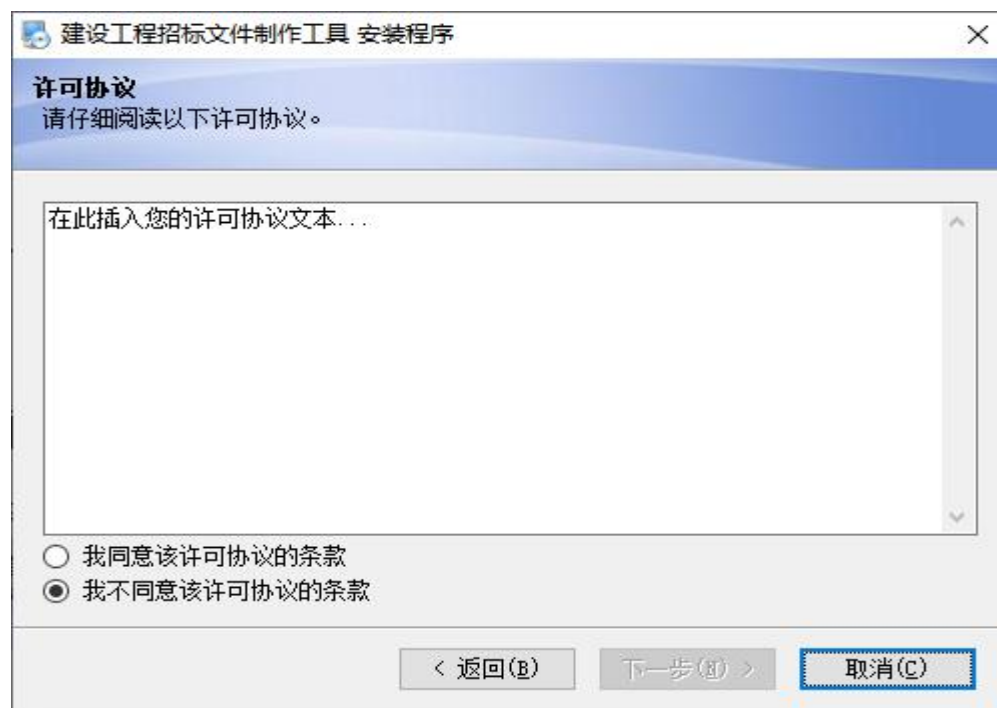 建设工程招标文件制作工具 安装程序
许可协议
请仔细阅读以下许可协议。
在此插入您的许可协议文本...
我同意该许可协议的条款
我不同意该许可协议的条款
< 返回(B) 下一步(N) > 取消(C)